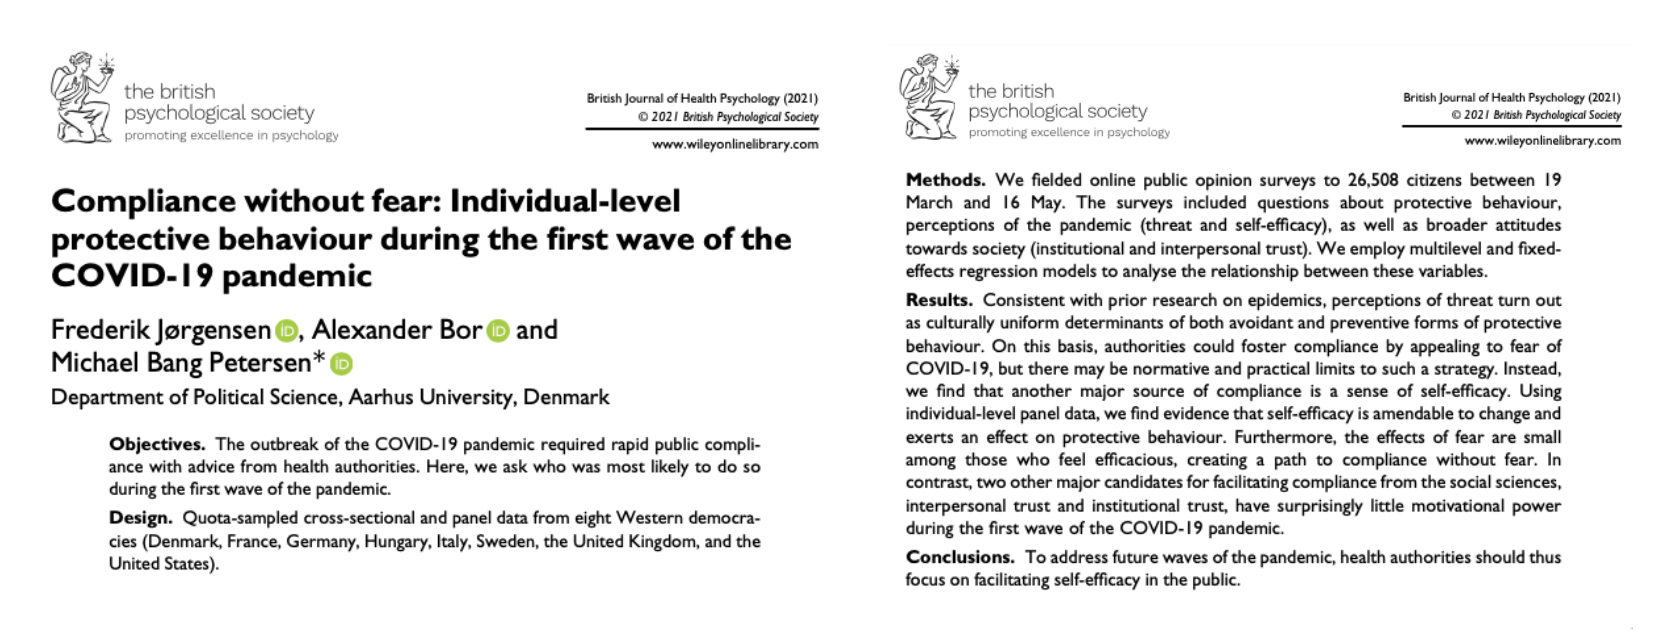 the british
psychological society
promoting excellence in psychology
British Journal of Health Psychology (2021)
© 2021 British Psychological Society
www.wileyonlinelibrary.com
Compliance without fear: Individual-level
protective behaviour during the first wave of the
COVID-19 pandemic
Frederik Jørgensen iD, Alexander Bor iD and
Michael Bang Petersen* iD
Department of Political Science, Aarhus University, Denmark
Objectives. The outbreak of the COVID-19 pandemic required rapid public compli-
ance with advice from health authorities. Here, we ask who was most likely to do so
during the first wave of the pandemic.
Design. Quota-sampled cross-sectional and panel data from eight Western democra-
cies (Denmark, France, Germany, Hungary, Italy, Sweden, the United Kingdom, and the
United States).
the british
psychological society
promoting excellence in psychology
British Journal of Health Psychology (2021)
© 2021 British Psychological Society
www.wileyonlinelibrary.com
Methods. We fielded online public opinion surveys to 26,508 citizens between 19
March and 16 May. The surveys included questions about protective behaviour,
perceptions of the pandemic (threat and self-efficacy), as well as broader attitudes
towards society (institutional and interpersonal trust). We employ multilevel and fixed-
effects regression models to analyse the relationship between these variables.
Results. Consistent with prior research on epidemics, perceptions of threat turn out
as culturally uniform determinants of both avoidant and preventive forms of protective
behaviour. On this basis, authorities could foster compliance by appealing to fear of
COVID-19, but there may be normative and practical limits to such a strategy. Instead,
we find that another major source of compliance is a sense of self-efficacy. Using
individual-level panel data, we find evidence that self-efficacy is amendable to change and
exerts an effect on protective behaviour. Furthermore, the effects of fear are small
among those who feel efficacious, creating a path to compliance without fear. In
contrast, two other major candidates for facilitating compliance from the social sciences,
interpersonal trust and institutional trust, have surprisingly little motivational power
during the first wave of the COVID-19 pandemic.
Conclusions. To address future waves of the pandemic, health authorities should thus
focus on facilitating self-efficacy in the public.